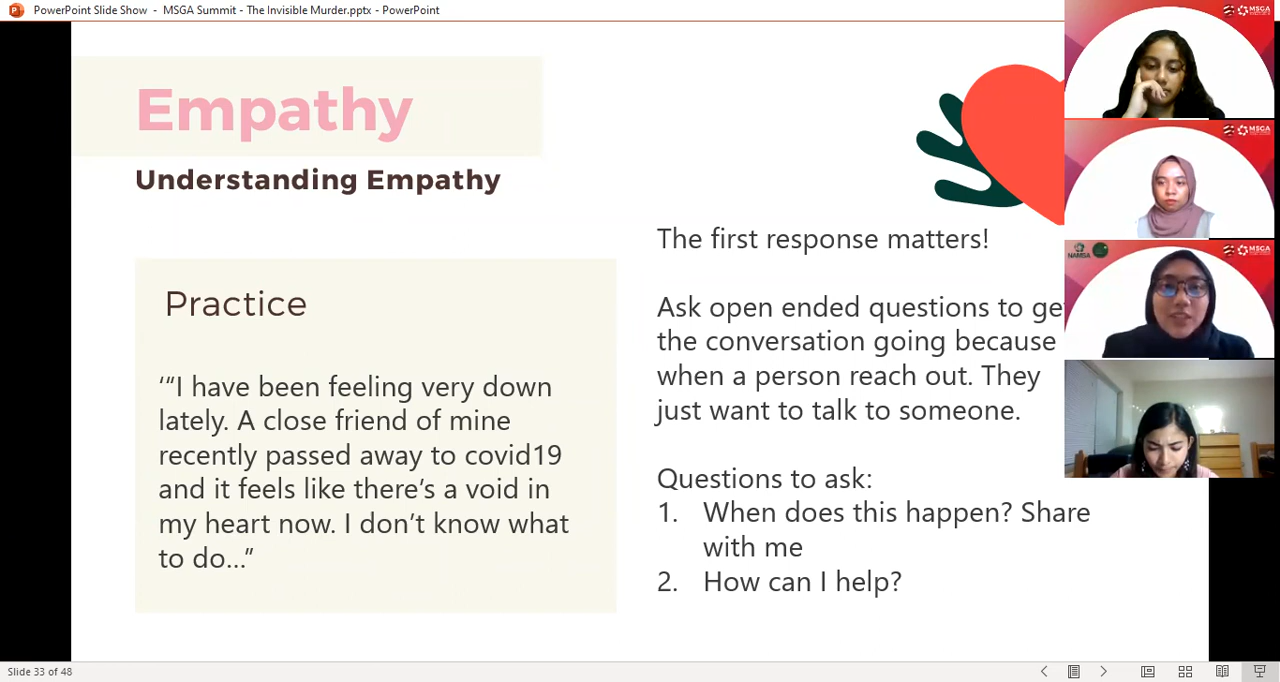 PowerPoint Slide Show - MSGA Summit - The Invisible Murder.pptx - PowerPoint
MSGA
Empathy
Understanding Empathy
MSGA
The first response matters!
NAMSA
MSGA
Practice
Ask open ended questions to ge
the conversation going because
when a person reach out. They
just want to talk to someone.
‘“I have been feeling very down
lately. A close friend of mine
recently passed away to covid19
and it feels like there’s a void in
my heart now. I don’t know what
to do...”
Questions to ask:
1. When does this happen? Share
with me
2. How can I help?
Slide 33 of 48